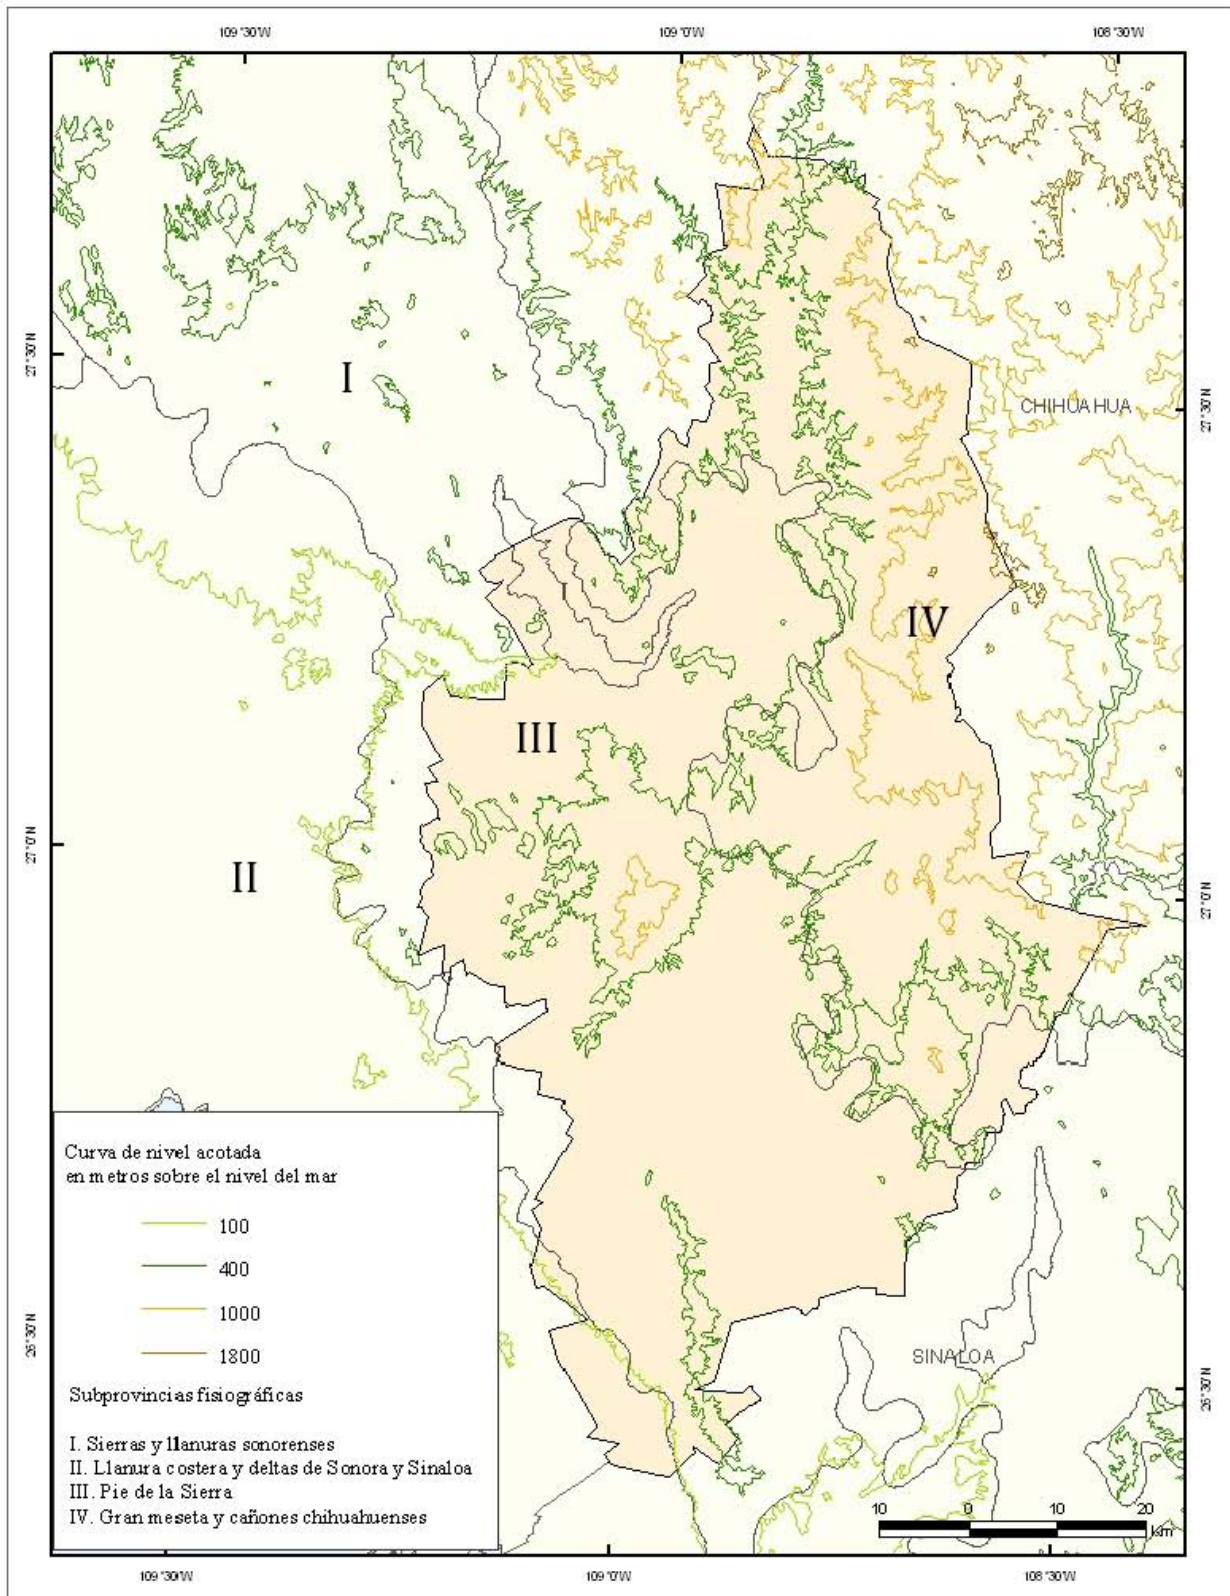 109°30'W 109°0'W 108°30'W
27°30'N
27°30'N
I
CHIHUAHUA
IV
III
27°0'N
II
27°0'N
Curva de nivel acotada
en metros sobre el nivel del mar
100
400
1000
1800
Subprovincias fisiográficas
I. Sierras y llanuras sonorenses
II. Llanura costera y deltas de Sonora y Sinaloa
III. Pie de la Sierra
IV. Gran meseta y cañones chihuahuenses
26°30'N
SINALOA
26°30'N
10 0 10 20
km
109°30'W 109°0'W 108°30'W